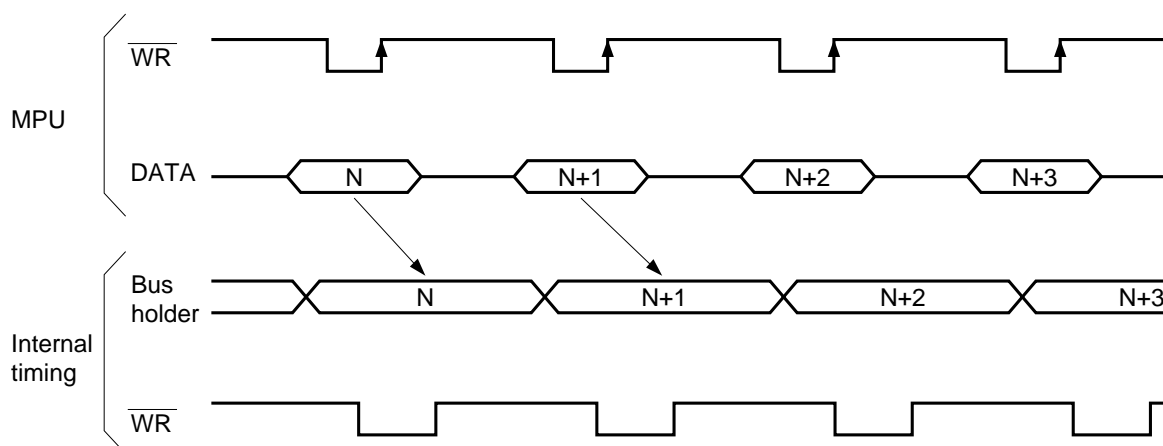 WR
MPU
DATA
N
N+1
N+2
N+3
Bus
holder
N
N+1
N+2
N+3
Internal
timing
WR